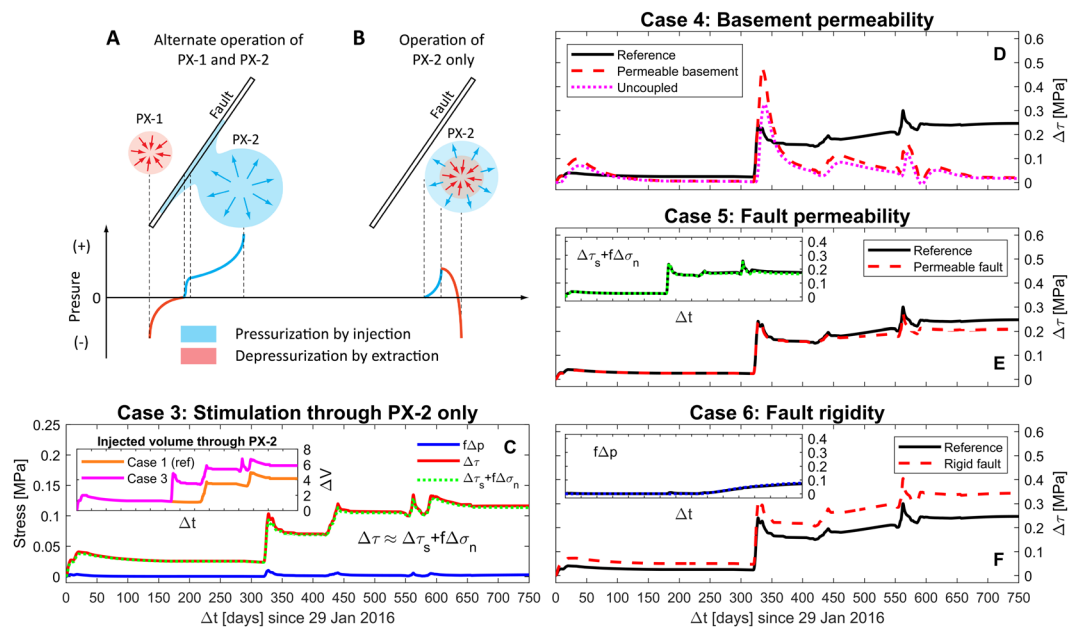 A
Alternate operation of
PX-1 and PX-2
Fault
PX-1
PX-2
B
Operation of
PX-2 only
Fault
PX-2
(+)
Presurre
0
(-)
Pressurization by injection
Depressurization by extraction
Case 3: Stimulation through PX-2 only
C
Stress [MPa]
0.25
0.2
0.15
0.1
0.05
0
Injected volume through PX-2
Case 1 (ref)
Case 3
8
6
4
2
0
ΔV
Δt
fΔp
Δτ
Δτs+fΔσn
Δτ ≈ Δτs+fΔσn
0 50 100 150 200 250 300 350 400 450 500 550 600 650 700 750
Δt [days] since 29 Jan 2016
Case 4: Basement permeability
D
Reference
Permeable basement
Uncoupled
0.6
0.5
0.4
0.3
0.2
0.1
0
Δτ [MPa]
Case 5: Fault permeability
Δτs+fΔσn
0.4
0.3
0.2
0.1
0
Δt
Reference
Permeable fault
E
0.6
0.5
0.4
0.3
0.2
0.1
0
Δτ [MPa]
Case 6: Fault rigidity
fΔp
0.4
0.3
0.2
0.1
0
Δt
Reference
Rigid fault
F
0.6
0.5
0.4
0.3
0.2
0.1
0
Δτ [MPa]
0 50 100 150 200 250 300 350 400 450 500 550 600 650 700 750
Δt [days] since 29 Jan 2016